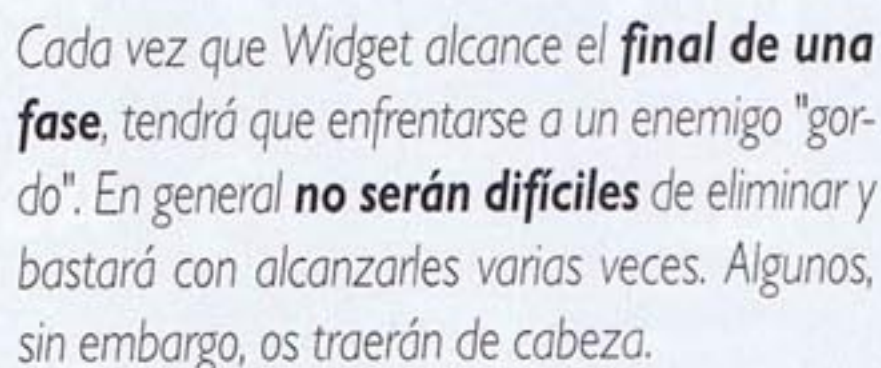 Cada vez que Widget alcance el final de una
fase, tendrá que enfrentarse a un enemigo "gor-
do". En general no serán difíciles de eliminar y
bastará con alcanzarles varias veces. Algunos,
sin embargo, os traerán de cabeza.